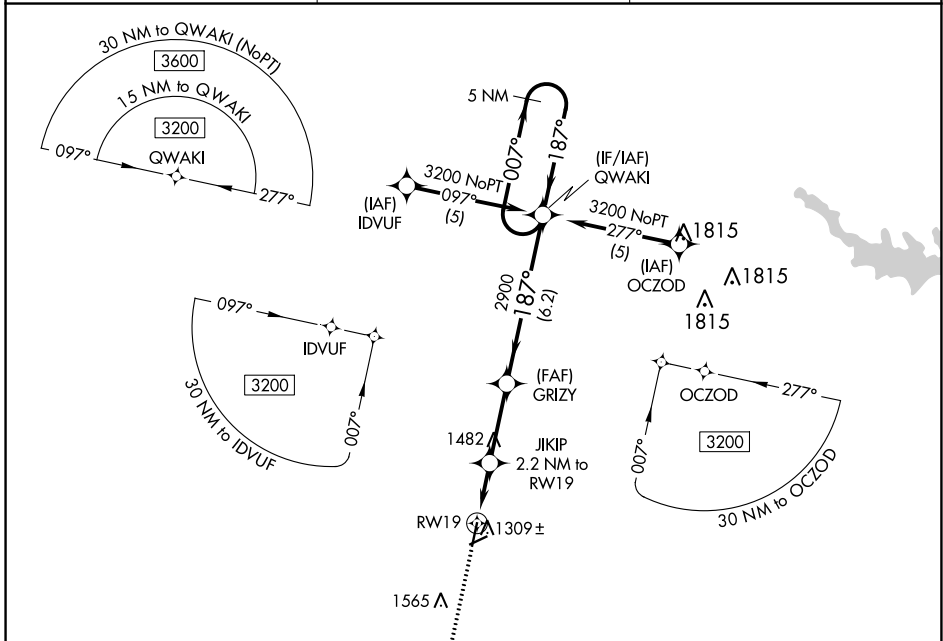 30 NM to QWAKI (NoPT)
3600
15 NM to QWAKI
3200
QWAKI
097°
277°
5 NM
007°
187°
(IF/IAF)
QWAKI
3200 NoPT
097°
(5)
(IAF)
IDVUF
3200 NoPT
277°
(5)
(IAF)
OCZOD
1815
1815
1815
2900
187°
(6.2)
097°
IDVUF
3200
007°
30 NM to IDVUF
(FAF)
GRIZY
OCZOD
277°
3200
007°
30 NM to OCZOD
1482
JIKIP
2.2 NM to
RW19
RW19
1309±
1565